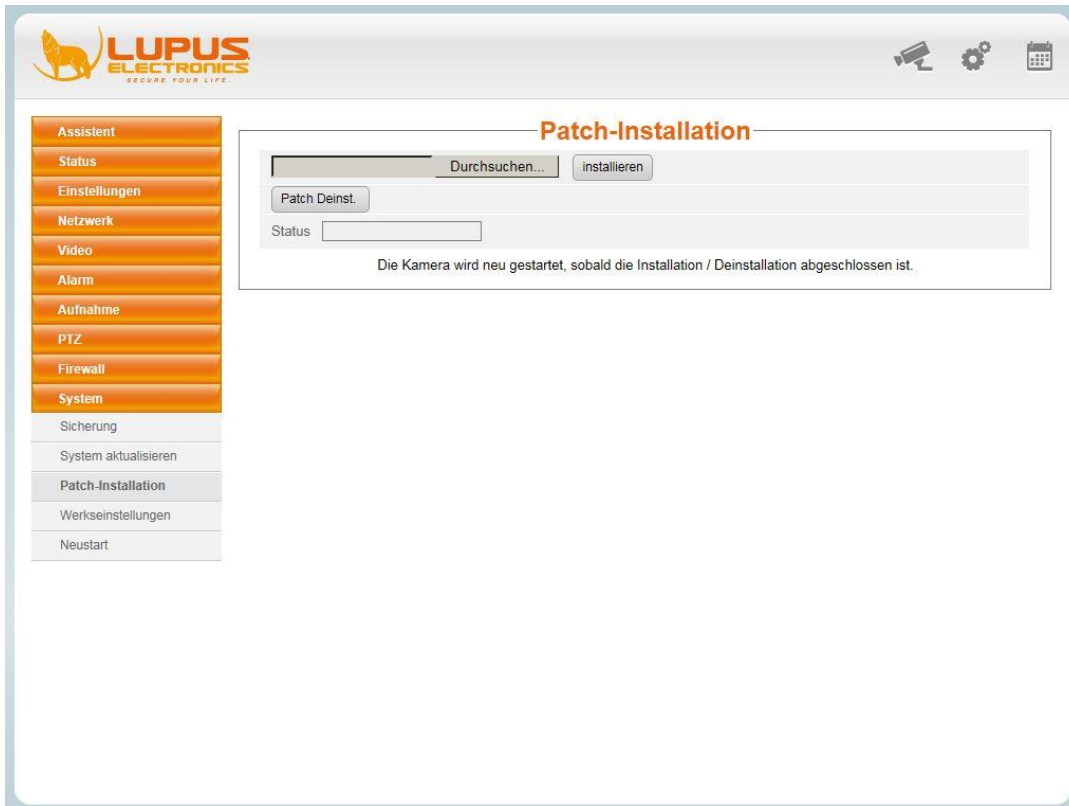 LUPUS
ELECTRONICS
SECURE YOUR LIFE.
Assistent
Status
Einstellungen
Netzwerk
Video
Alarm
Aufnahme
PTZ
Firewall
System
Sicherung
System aktualisieren
Patch-Installation
Werkseinstellungen
Neustart
Patch-Installation
Durchsuchen... installieren
Patch Deinst.
Status
Die Kamera wird neu gestartet, sobald die Installation / Deinstallation abgeschlossen ist.